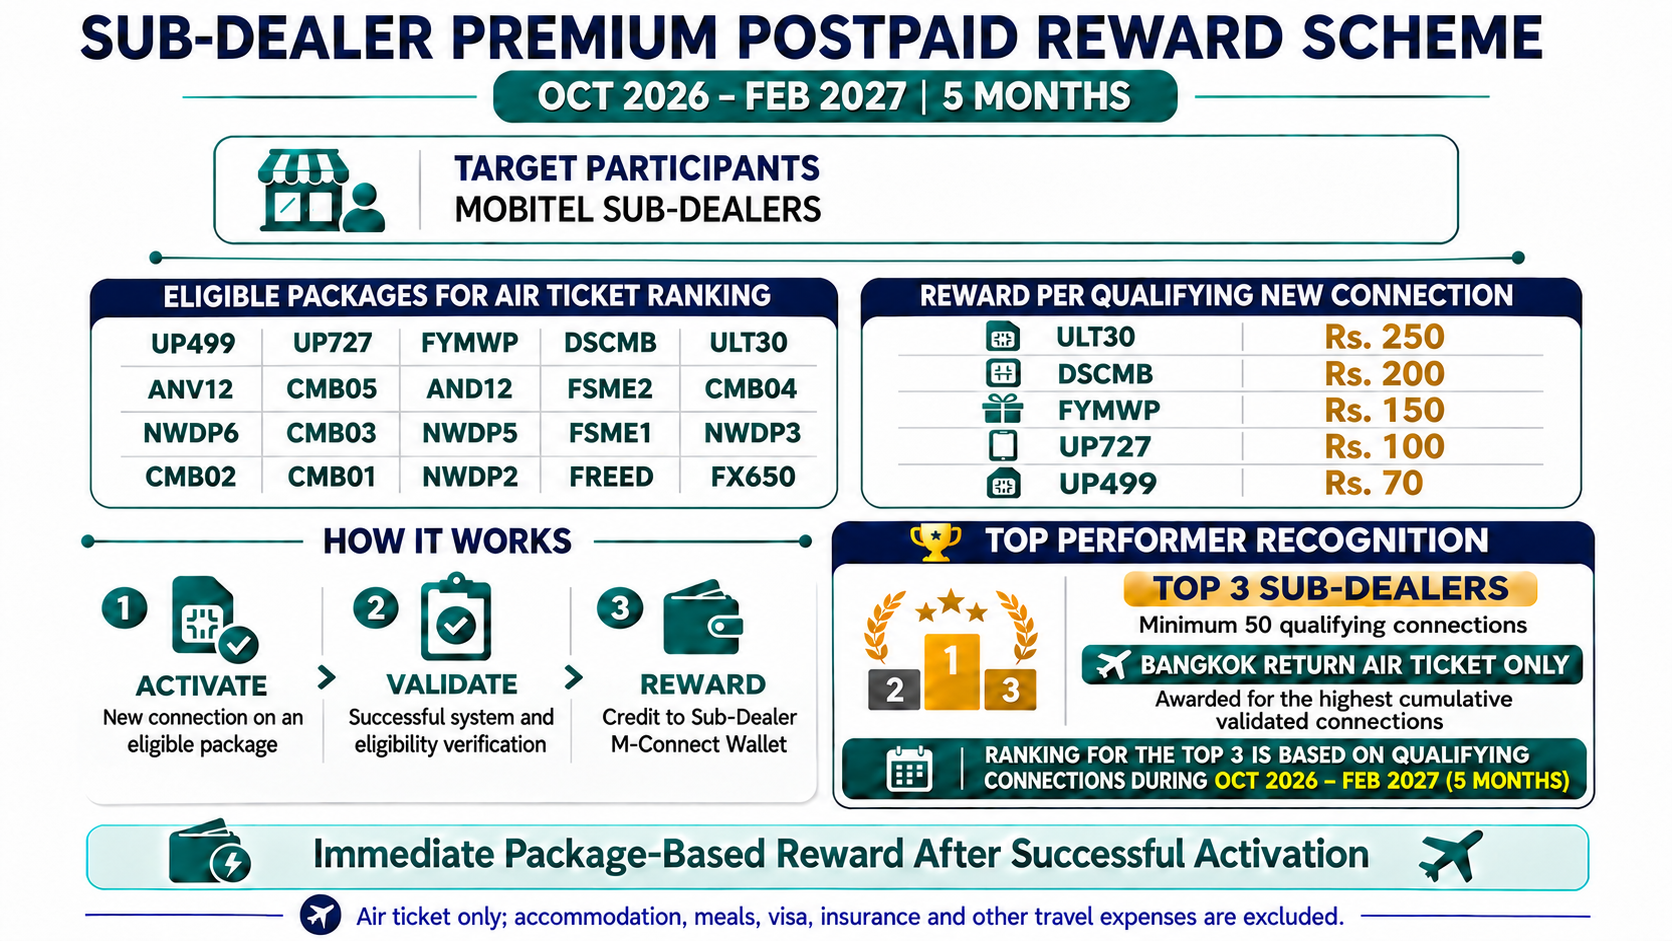 SUB-DEALER PREMIUM POSTPAID REWARD SCHEME
OCT 2026 – FEB 2027 | 5 MONTHS
TARGET PARTICIPANTS
MOBITEL SUB-DEALERS
ELIGIBLE PACKAGES FOR AIR TICKET RANKING
UP499 UP727 FYMWP DSCMB ULT30
ANV12 CMB05 AND12 FSME2 CMB04
NWDP6 CMB03 NWDP5 FSME1 NWDP3
CMB02 CMB01 NWDP2 FREED FX650
REWARD PER QUALIFYING NEW CONNECTION
ULT30 Rs. 250
DSCMB Rs. 200
FYMWP Rs. 150
UP727 Rs. 100
UP499 Rs. 70
HOW IT WORKS
1
ACTIVATE
New connection on an
eligible package
>
2
VALIDATE
Successful system and
eligibility verification
>
3
REWARD
Credit to Sub-Dealer
M-Connect Wallet
TOP PERFORMER RECOGNITION
2 1 3
TOP 3 SUB-DEALERS
Minimum 50 qualifying connections
BANGKOK RETURN AIR TICKET ONLY
Awarded for the highest cumulative
validated connections
RANKING FOR THE TOP 3 IS BASED ON QUALIFYING
CONNECTIONS DURING OCT 2026 – FEB 2027 (5 MONTHS)
Immediate Package-Based Reward After Successful Activation
Air ticket only; accommodation, meals, visa, insurance and other travel expenses are excluded.